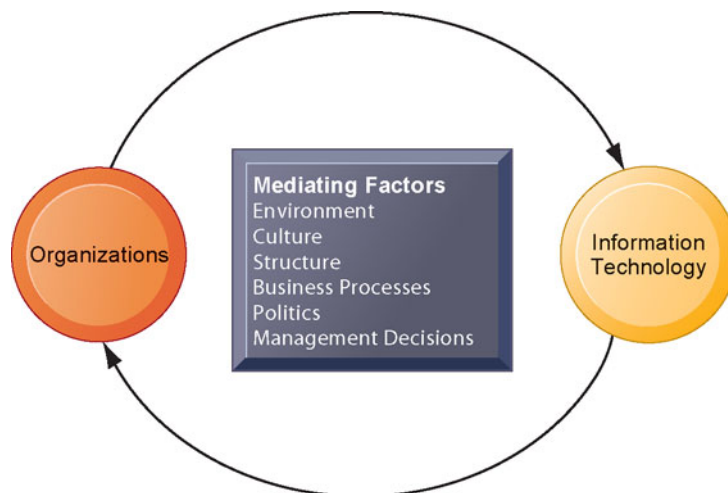 Organizations
Mediating Factors
Environment
Culture
Structure
Business Processes
Politics
Management Decisions
Information
Technology